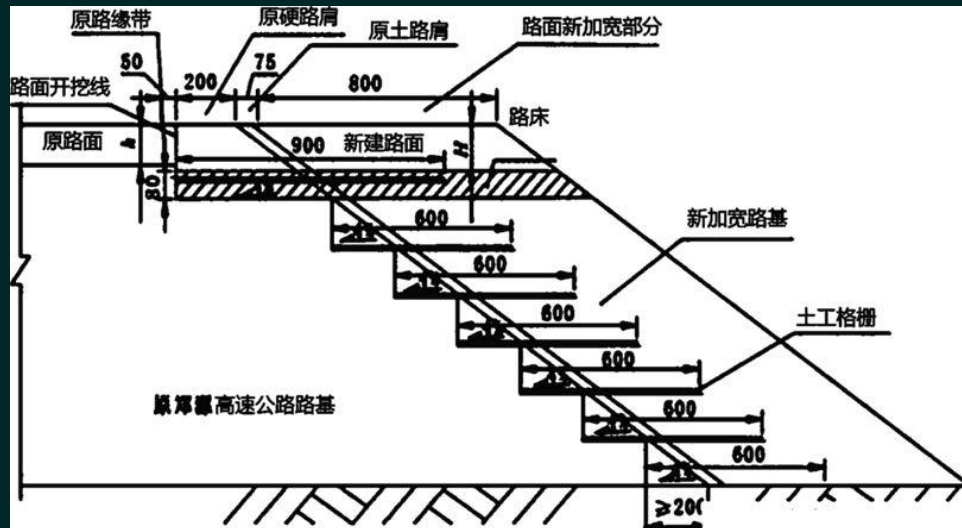 原路缘带
原硬路肩
原土路肩
路面新加宽部分
50
200
75
800
路面开挖线
路床
原路面
h
900
新建路面
H
80
600
新加宽路基
600
600
土工格栅
600
高速公路路基
600
600
≥20